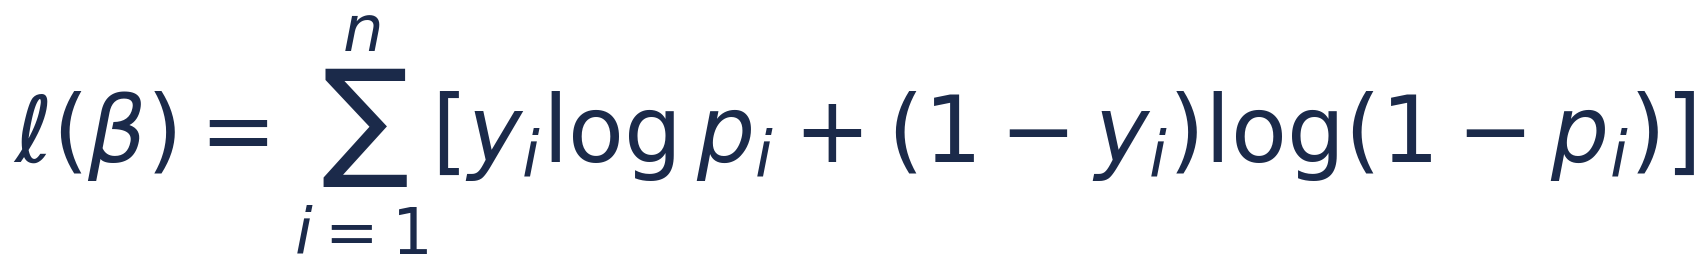 ℓ(β) = ∑_{i=1}^{n} [y_i log p_i + (1 − y_i) log(1 − p_i)]